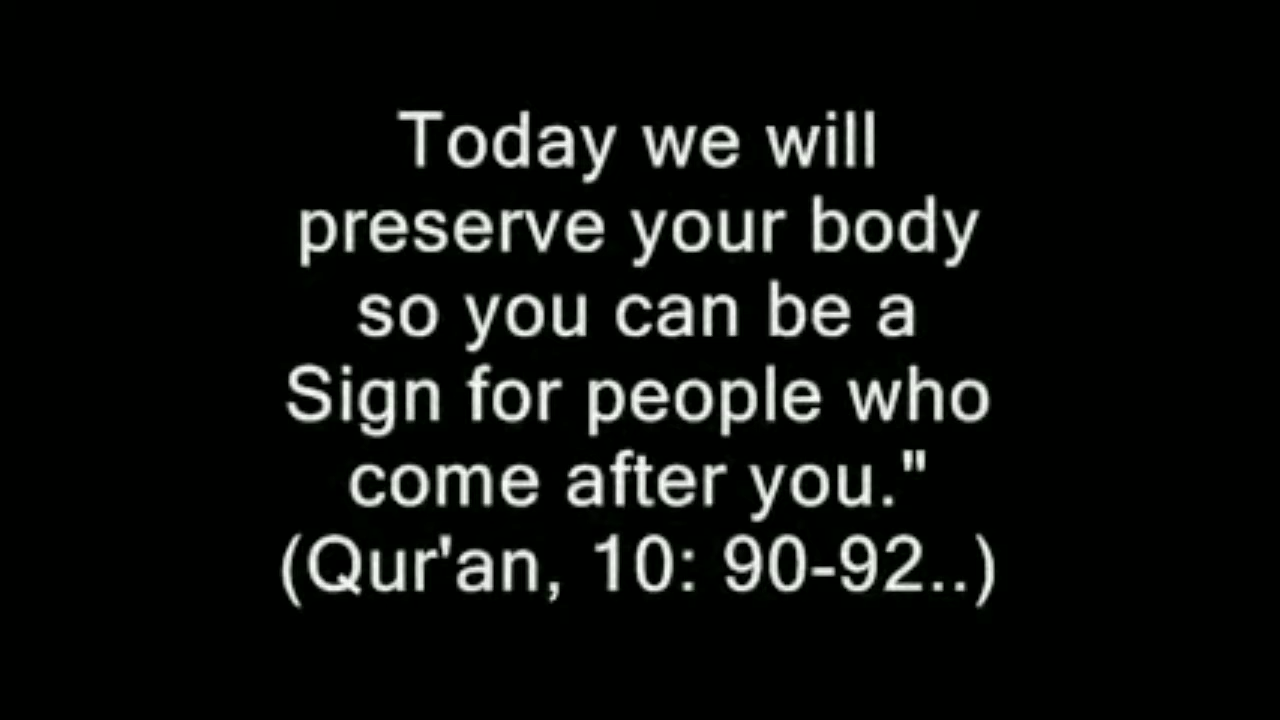 Today we will
preserve your body
so you can be a
Sign for people who
come after you."
(Qur'an, 10: 90-92..)